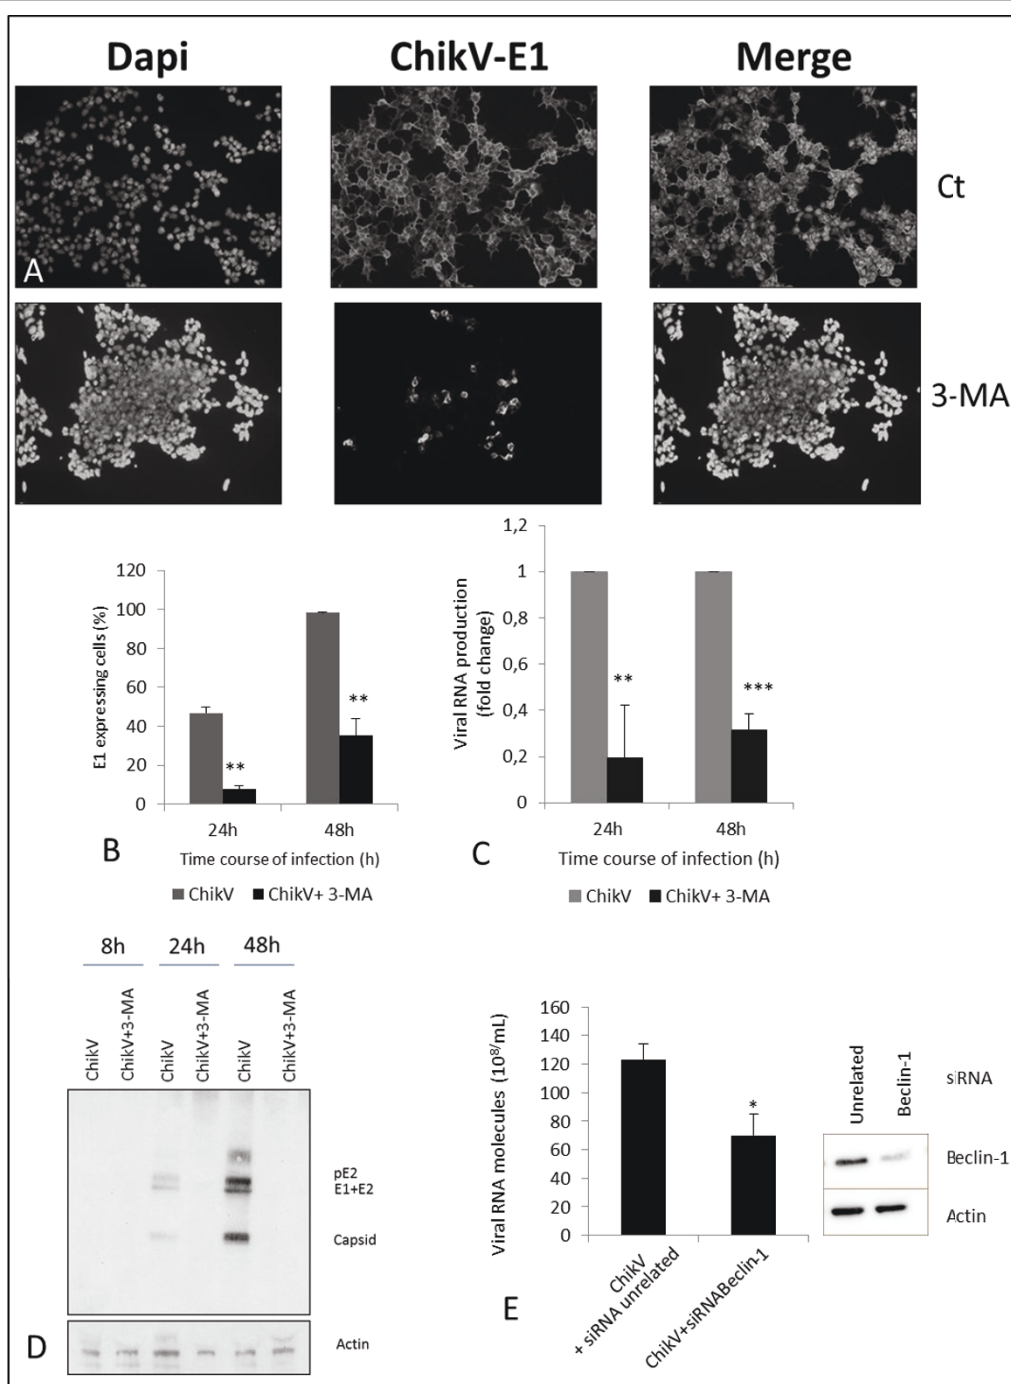 Dapi ChikV-E1 Merge
A
Ct
3-MA
120
100
80
60
40
20
0
E1 expressing cells (%)
**
**
24h 48h
Time course of infection (h)
ChikV ChikV+ 3-MA
B
1,2
1
0,8
0,6
0,4
0,2
0
Viral RNA production
(fold change)
**
***
24h 48h
Time course of infection (h)
ChikV ChikV+ 3-MA
C
8h 24h 48h
ChikV
ChikV+3-MA
ChikV
ChikV+3-MA
ChikV
ChikV+3-MA
pE2
E1+E2
Capsid
Actin
D
160
140
120
100
80
60
40
20
0
Viral RNA molecules (10⁸/mL)
*
ChikV
+ siRNA unrelated
ChikV+siRNABeclin-1
E
Unrelated
Beclin-1
siRNA
Beclin-1
Actin